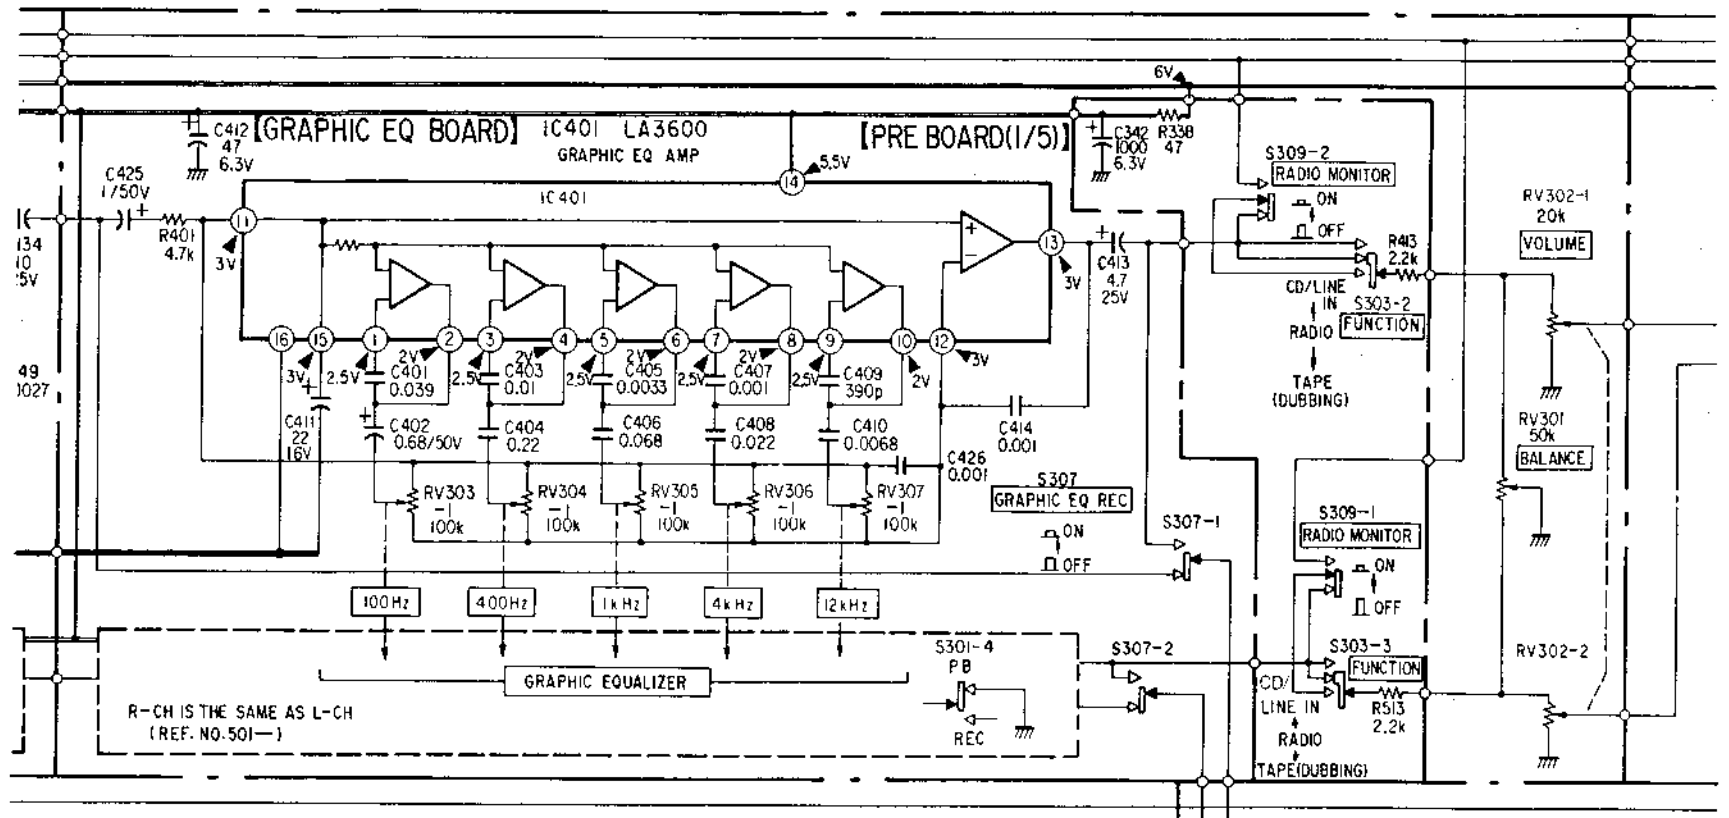 6V
C412
47
6.3V
[GRAPHIC EQ BOARD]
IC401 LA3600
GRAPHIC EQ AMP
[PRE BOARD(1/5)]
C342
1000
6.3V
R338
47
5.5V
14
IC401
C425
1/50V
R401
4.7k
11
3V
134
10
49
0027
+
−
13
3V
C413
4.7
25V
S309-2
RADIO MONITOR
ON
OFF
R413
2.2k
CD/LINE
IN
RADIO
TAPE
(DUBBING)
S303-2
FUNCTION
RV302-1
20k
VOLUME
16
15
1
2
3
4
5
6
7
8
9
10
12
3V
2.5V
2V
2.5V
2V
2.5V
2V
2.5V
2V
2.5V
2V
3V
C411
22
16V
C401
0.039
C403
0.01
C405
0.0033
C407
0.001
C409
390p
C402
0.68/50V
C404
0.22
C406
0.068
C408
0.022
C410
0.0068
C414
0.001
C426
0.001
RV301
50k
BALANCE
RV303
-1
100k
RV304
-1
100k
RV305
-1
100k
RV306
-1
100k
RV307
-1
100k
S307
GRAPHIC EQ REC
ON
OFF
S307-1
S309-1
RADIO MONITOR
ON
OFF
100Hz
400Hz
1kHz
4kHz
12kHz
GRAPHIC EQUALIZER
R-CH IS THE SAME AS L-CH
(REF. NO.501—)
S301-4
PB
REC
S307-2
S303-3
FUNCTION
CD/
LINE IN
RADIO
TAPE(DUBBING)
R513
2.2k
RV302-2